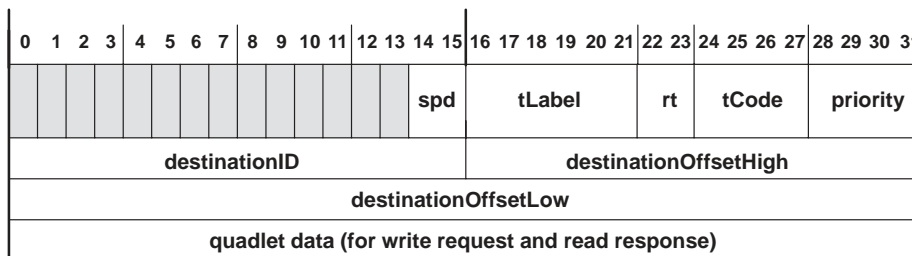 0 1 2 3 4 5 6 7 8 9 10 11 12 13 14 15 16 17 18 19 20 21 22 23 24 25 26 27 28 29 30
spd tLabel rt tCode priority
destinationID destinationOffsetHigh
destinationOffsetLow
quadlet data (for write request and read response)